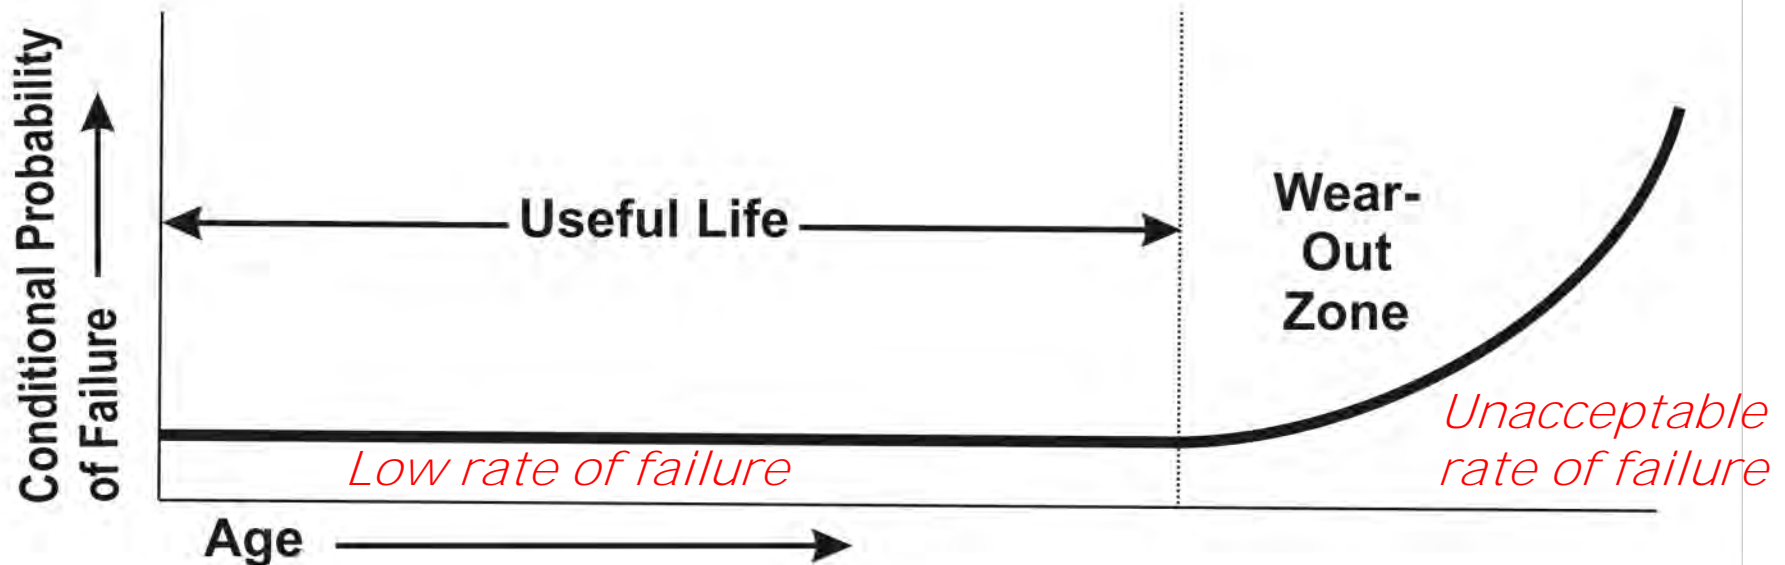 Conditional Probability
of Failure
Useful Life
Wear-
Out
Zone
Low rate of failure
Unacceptable
rate of failure
Age